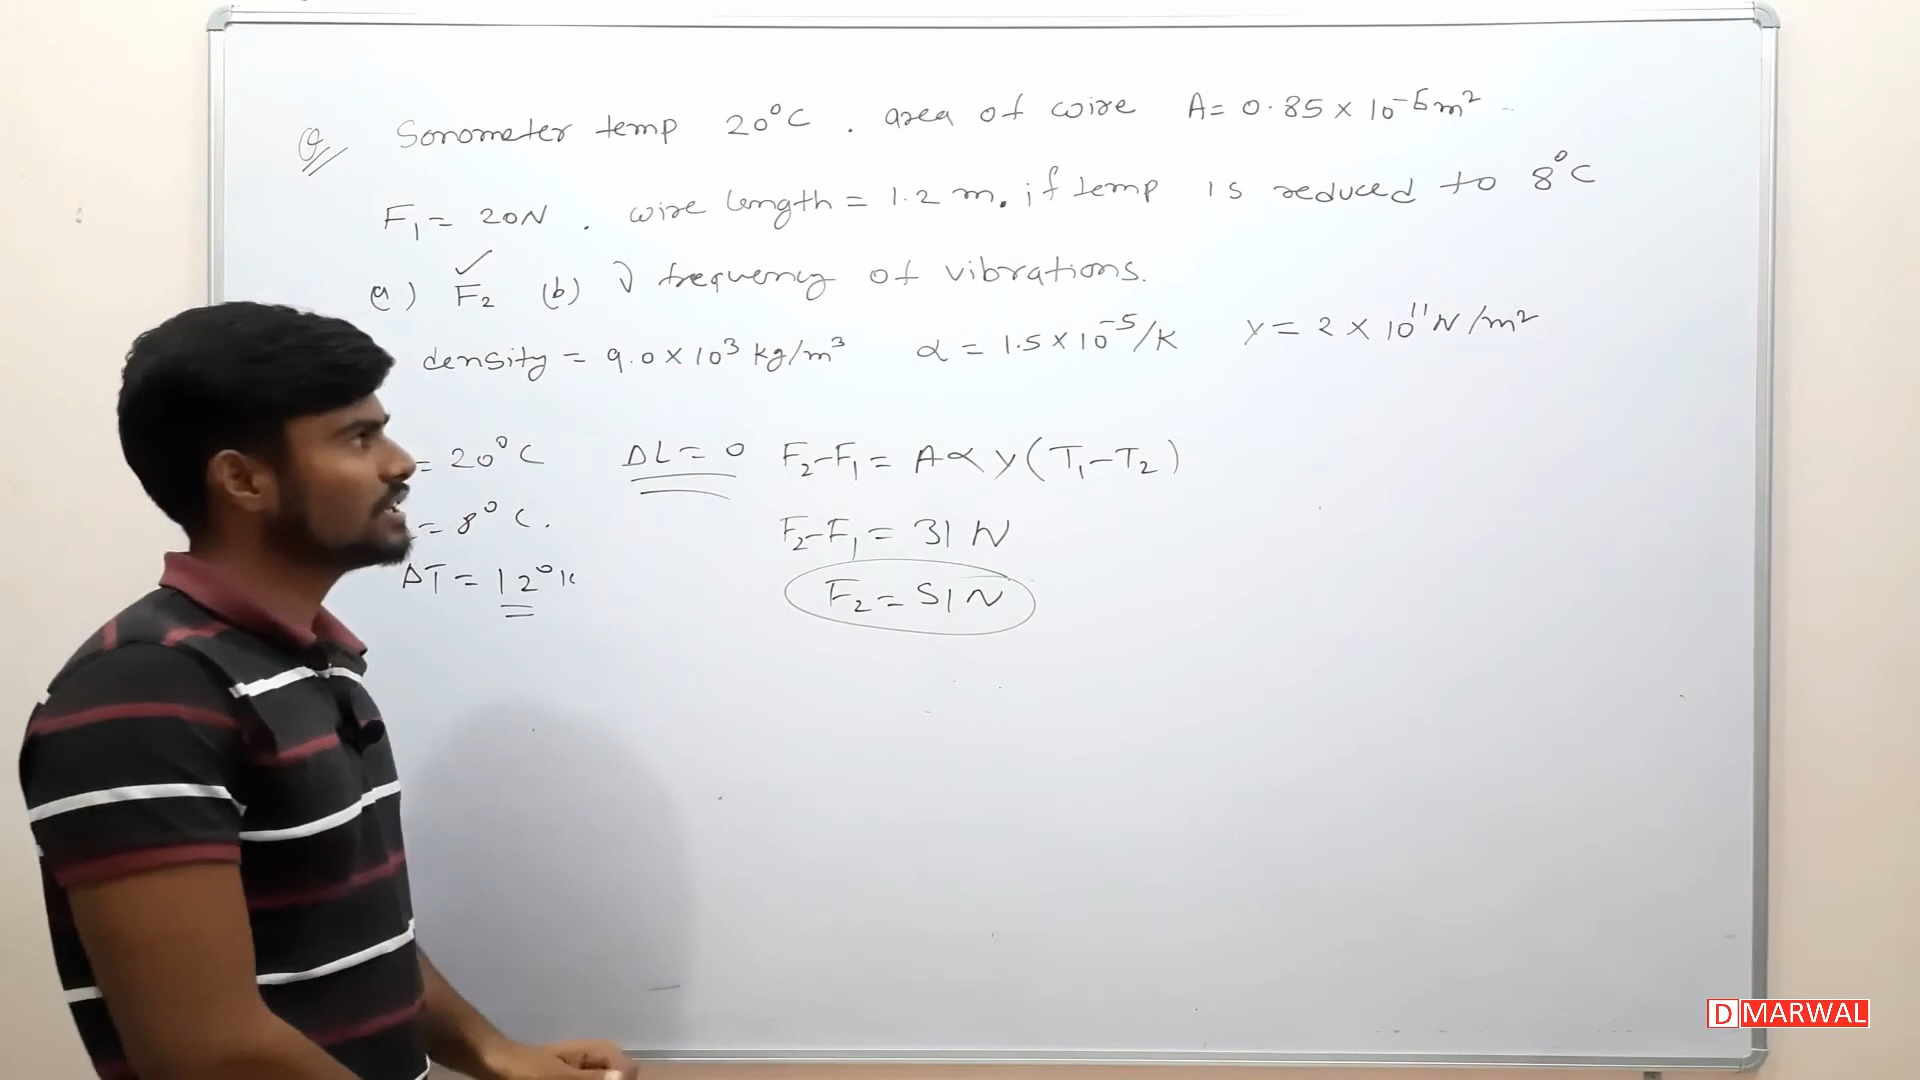 Q Sonometer temp 20°C . area of wire A = 0.85 × 10⁻⁶ m²
F₁ = 20N . wire length = 1.2 m. if temp is reduced to 8°C
a) F₂ (b) ν frequency of vibrations.
density = 9.0 × 10³ kg/m³ α = 1.5 × 10⁻⁵/K Y = 2 × 10¹¹ N/m²
= 20°C ΔL = 0 F₂-F₁ = AαY(T₁-T₂)
= 8°C. F₂-F₁ = 31 N
ΔT = 12°K F₂ = 51N
D MARWAL